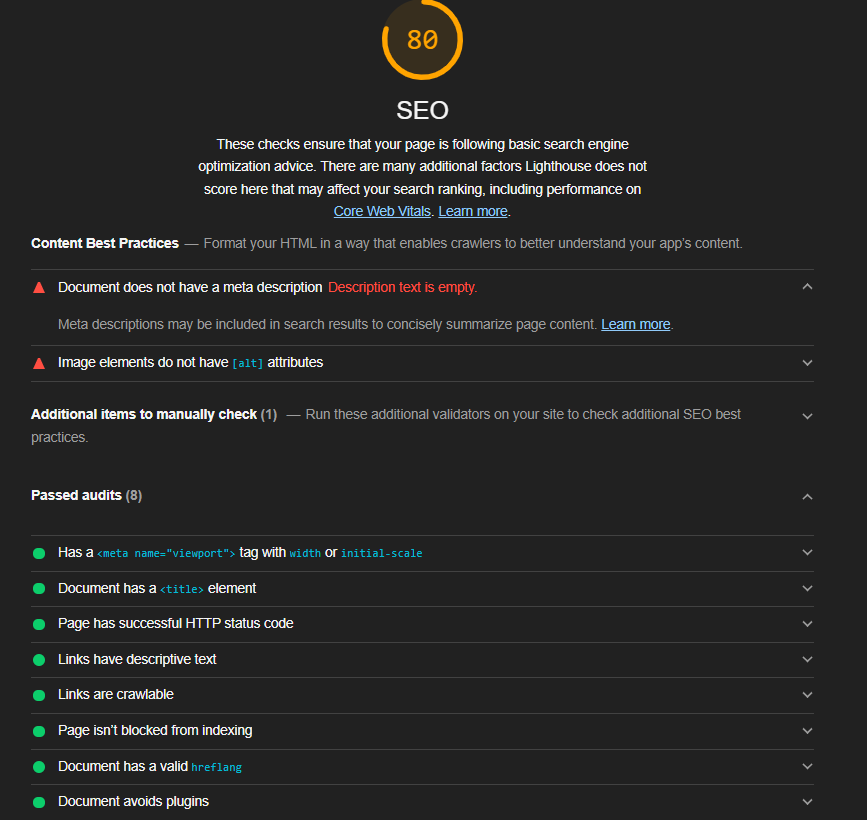 80
SEO
These checks ensure that your page is following basic search engine
optimization advice. There are many additional factors Lighthouse does not
score here that may affect your search ranking, including performance on
Core Web Vitals. Learn more.
Content Best Practices — Format your HTML in a way that enables crawlers to better understand your app's content.
Document does not have a meta description Description text is empty.
Meta descriptions may be included in search results to concisely summarize page content. Learn more.
Image elements do not have [alt] attributes
Additional items to manually check (1) — Run these additional validators on your site to check additional SEO best
practices.
Passed audits (8)
Has a <meta name="viewport"> tag with width or initial-scale
Document has a <title> element
Page has successful HTTP status code
Links have descriptive text
Links are crawlable
Page isn't blocked from indexing
Document has a valid hreflang
Document avoids plugins